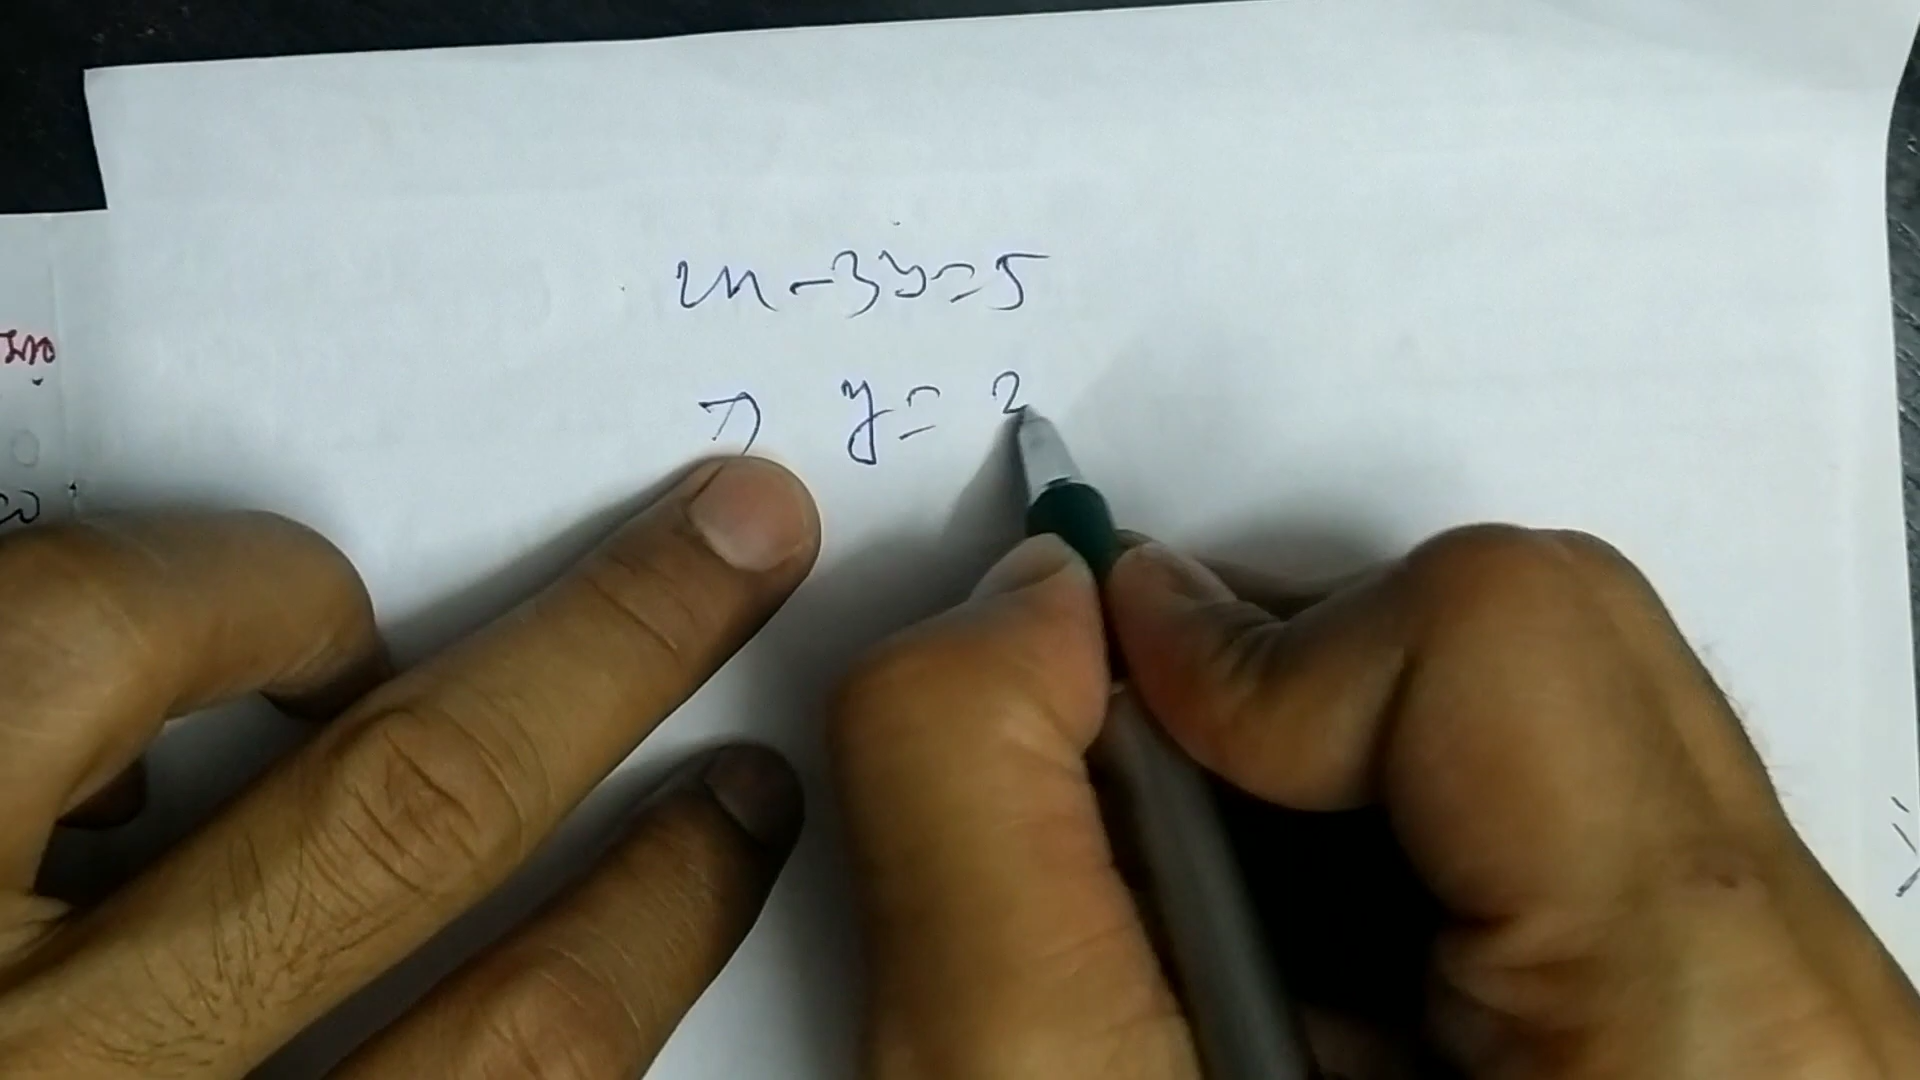 2x - 3y = 5
⇒ y = 2